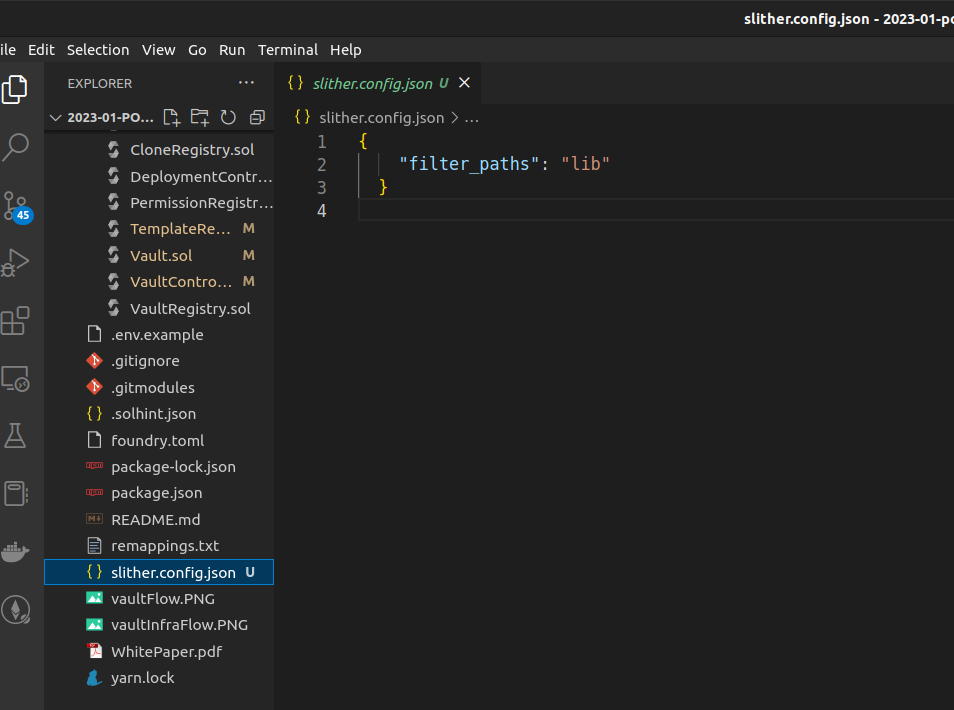 slither.config.json - 2023-01-po
ile Edit Selection View Go Run Terminal Help
EXPLORER ···
{} slither.config.json U ×
2023-01-PO...
{} slither.config.json > ...
1 {
2 "filter_paths": "lib"
3 }
4
CloneRegistry.sol
DeploymentContr...
PermissionRegistr...
TemplateRe... M
Vault.sol M
VaultContro... M
VaultRegistry.sol
45
.env.example
.gitignore
.gitmodules
{} .solhint.json
foundry.toml
npm package-lock.json
npm package.json
M↓ README.md
remappings.txt
{} slither.config.json U
vaultFlow.PNG
vaultInfraFlow.PNG
WhitePaper.pdf
yarn.lock